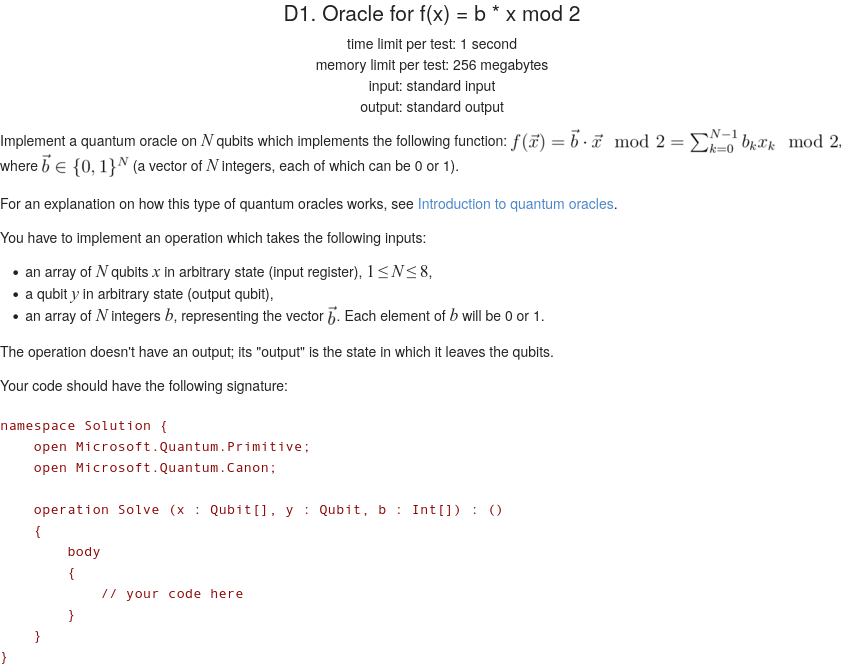 D1. Oracle for f(x) = b * x mod 2
time limit per test: 1 second
memory limit per test: 256 megabytes
input: standard input
output: standard output
Implement a quantum oracle on N qubits which implements the following function: $f(\vec{x}) = \vec{b} \cdot \vec{x} \mod 2 = \sum_{k=0}^{N-1} b_k x_k \mod 2$,
where $\vec{b} \in \{0, 1\}^N$ (a vector of N integers, each of which can be 0 or 1).
For an explanation on how this type of quantum oracles works, see Introduction to quantum oracles.
You have to implement an operation which takes the following inputs:
• an array of N qubits x in arbitrary state (input register), 1 ≤ N ≤ 8,
• a qubit y in arbitrary state (output qubit),
• an array of N integers b, representing the vector $\vec{b}$. Each element of b will be 0 or 1.
The operation doesn't have an output; its "output" is the state in which it leaves the qubits.
Your code should have the following signature:
namespace Solution {
    open Microsoft.Quantum.Primitive;
    open Microsoft.Quantum.Canon;
    operation Solve (x : Qubit[], y : Qubit, b : Int[]) : ()
    {
        body
        {
            // your code here
        }
    }
}